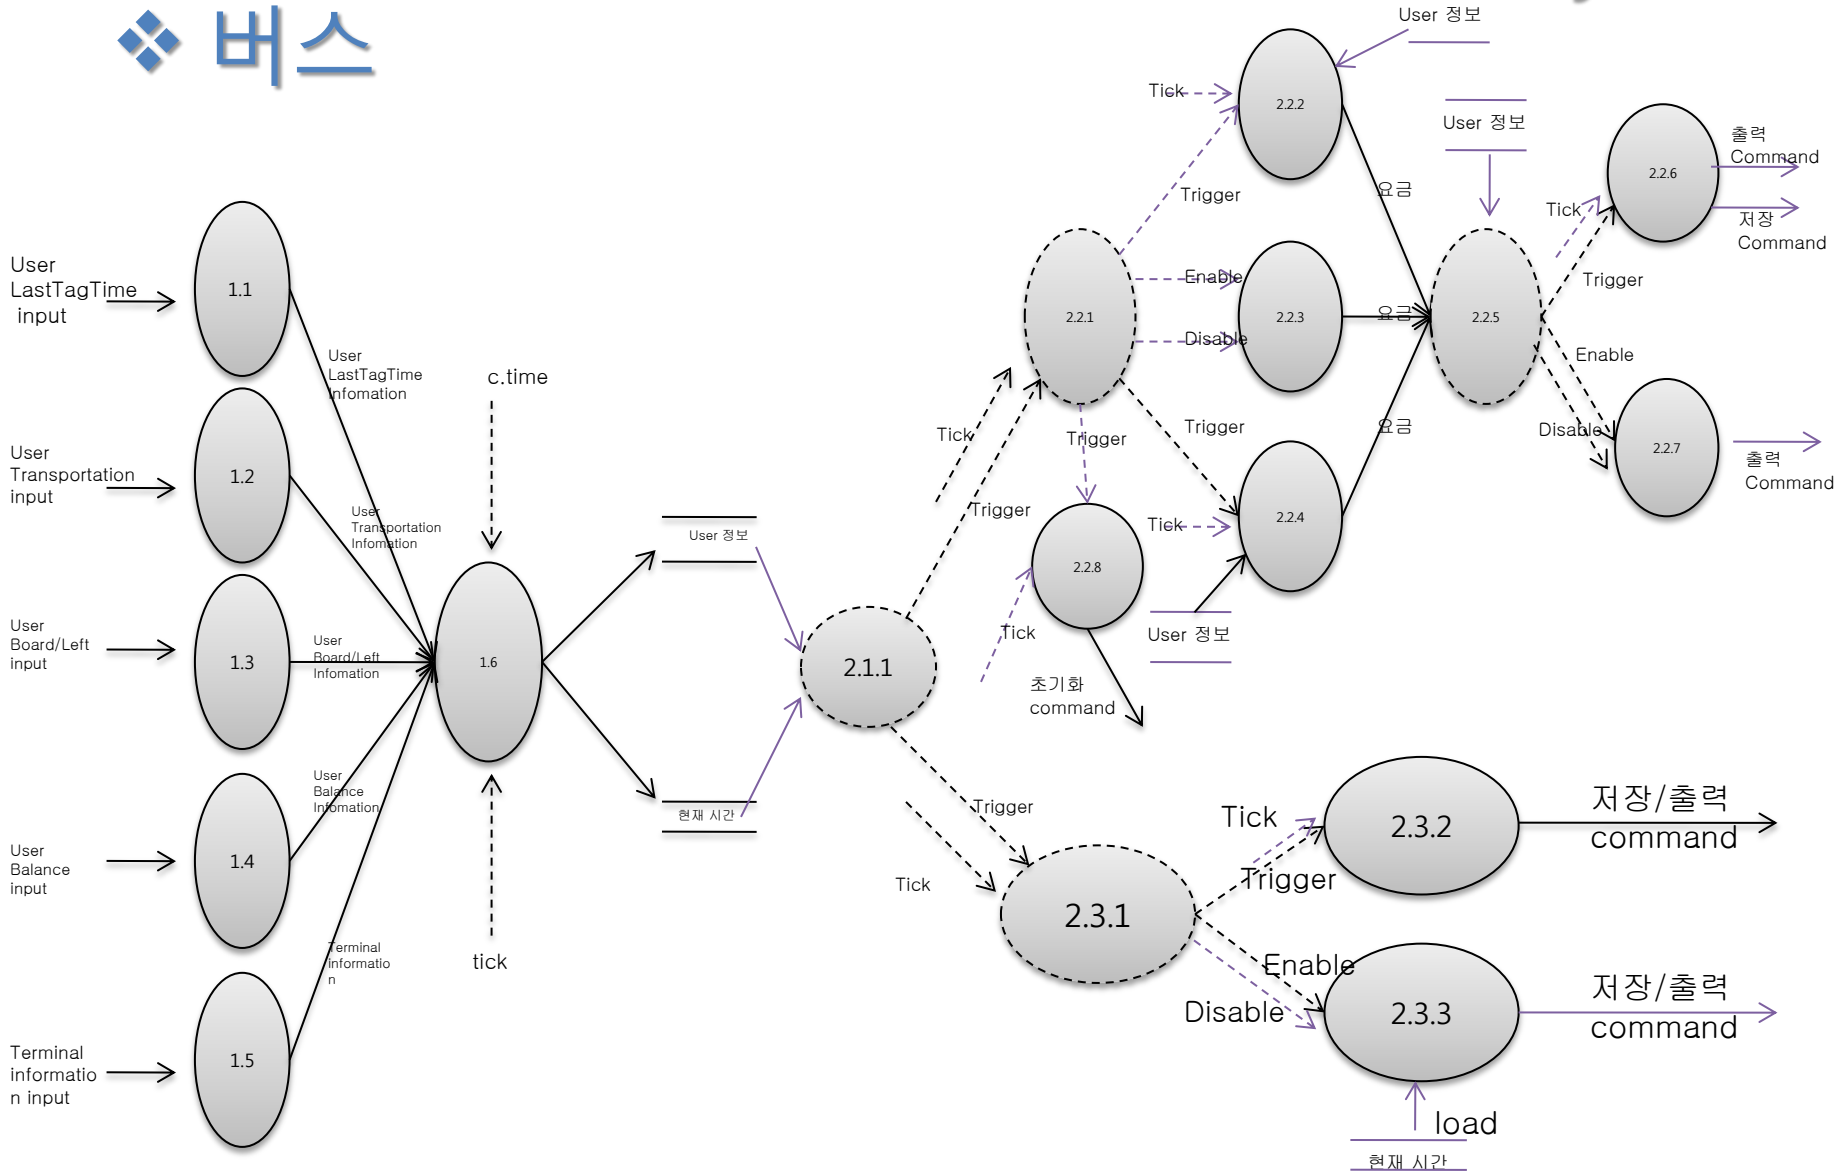 버스
User 정보
Tick
2.2.2
User 정보
2.2.6
출력
Command
저장
Command
Trigger
요금
Tick
Trigger
User
LastTagTime
input
1.1
User
LastTagTime
Infomation
c.time
2.2.1
Enable
Disable
2.2.3
요금
2.2.5
Enable
Disable
2.2.7
출력
Command
User
Transportation
input
1.2
User
Transportation
Infomation
Tick
Trigger
Trigger
Trigger
요금
Tick
2.2.4
User 정보
User
Board/Left
input
1.3
User
Board/Left
Infomation
1.6
User 정보
2.1.1
2.2.8
Tick
초기화
command
User
Balance
input
1.4
User
Balance
Infomation
현재 시간
Trigger
Tick
2.3.1
Tick
Trigger
2.3.2
저장/출력
command
Terminal
informatio
n
tick
Enable
Disable
2.3.3
저장/출력
command
Terminal
informatio
n input
1.5
load
현재 시간